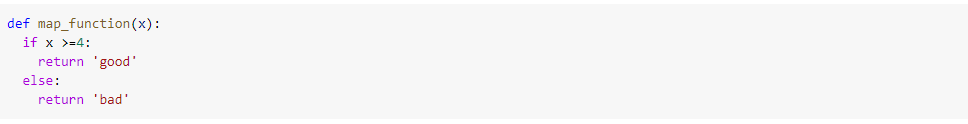 def map_function(x):
  if x >=4:
    return 'good'
  else:
    return 'bad'